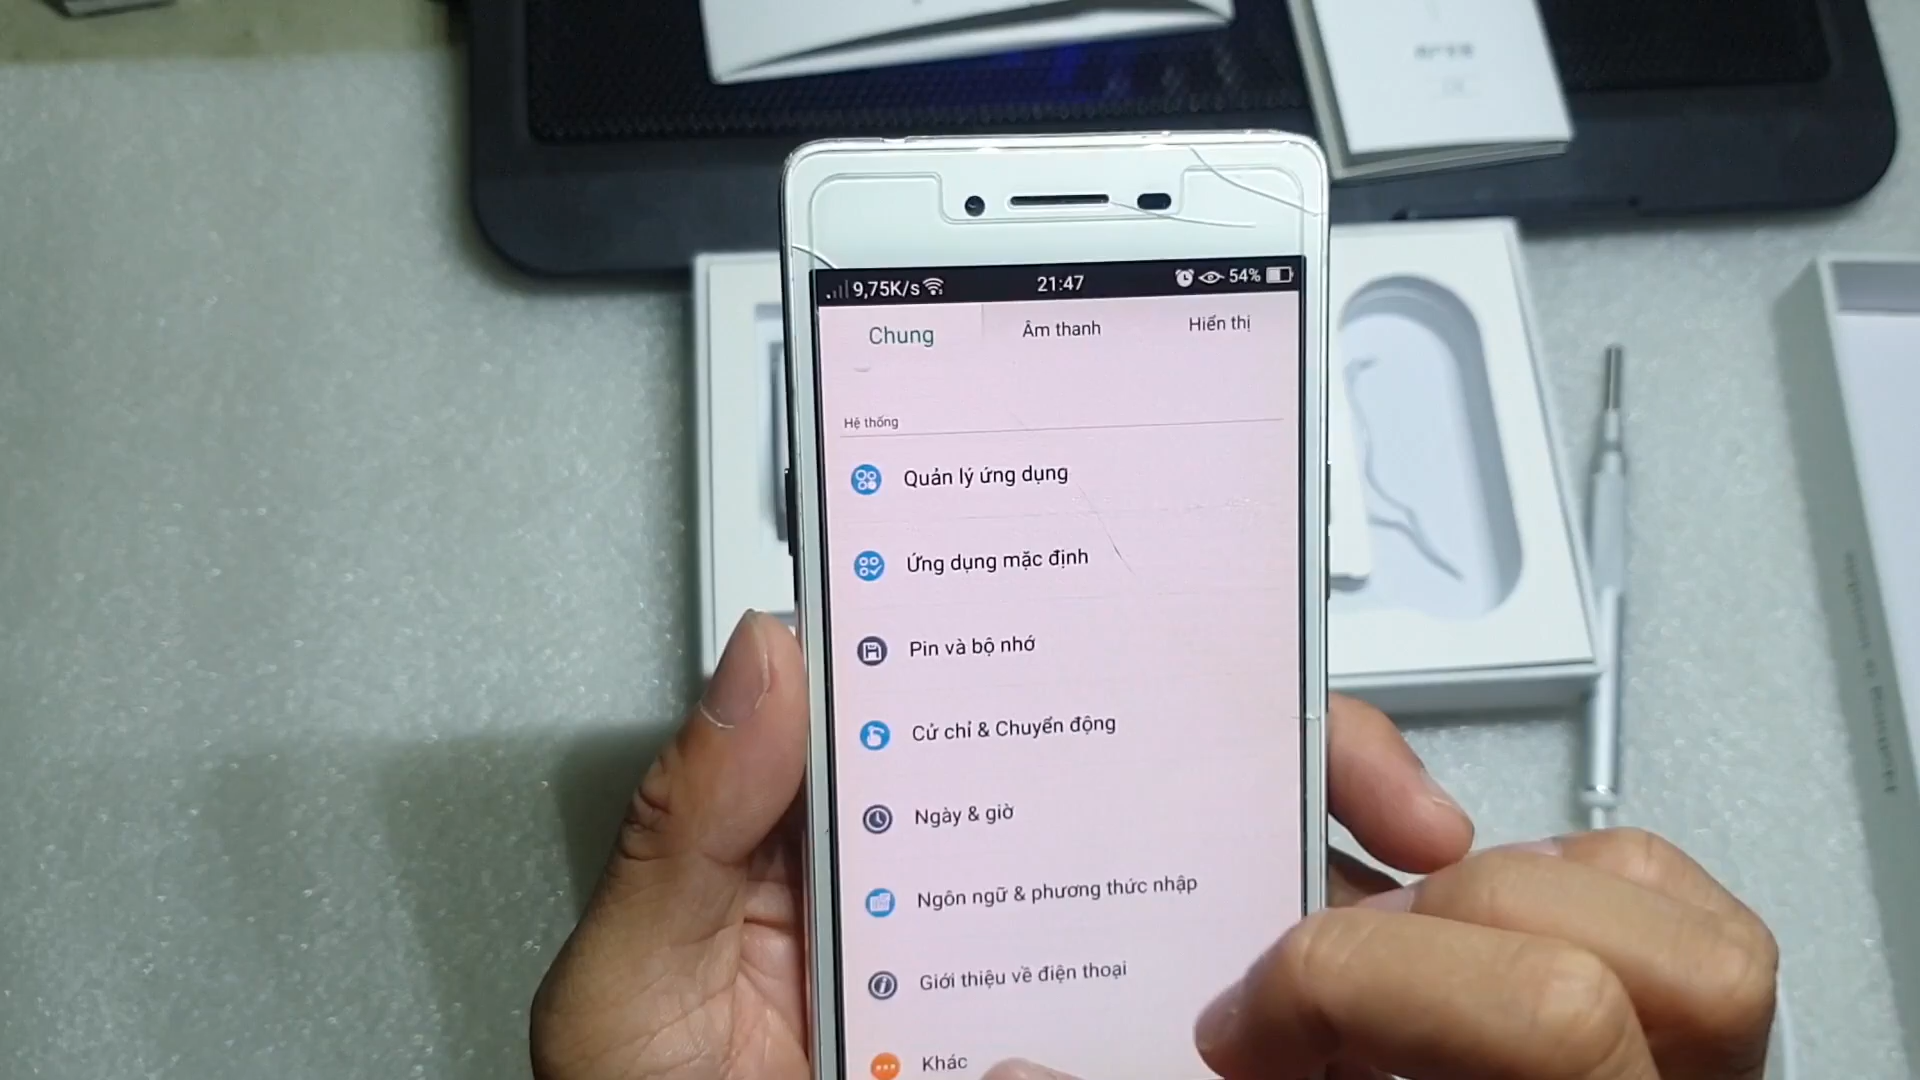 9,75K/s 21:47 54%
Chung Âm thanh Hiển thị
Hệ thống
Quản lý ứng dụng
Ứng dụng mặc định
Pin và bộ nhớ
Cử chỉ & Chuyển động
Ngày & giờ
Ngôn ngữ & phương thức nhập
Giới thiệu về điện thoại
Khác